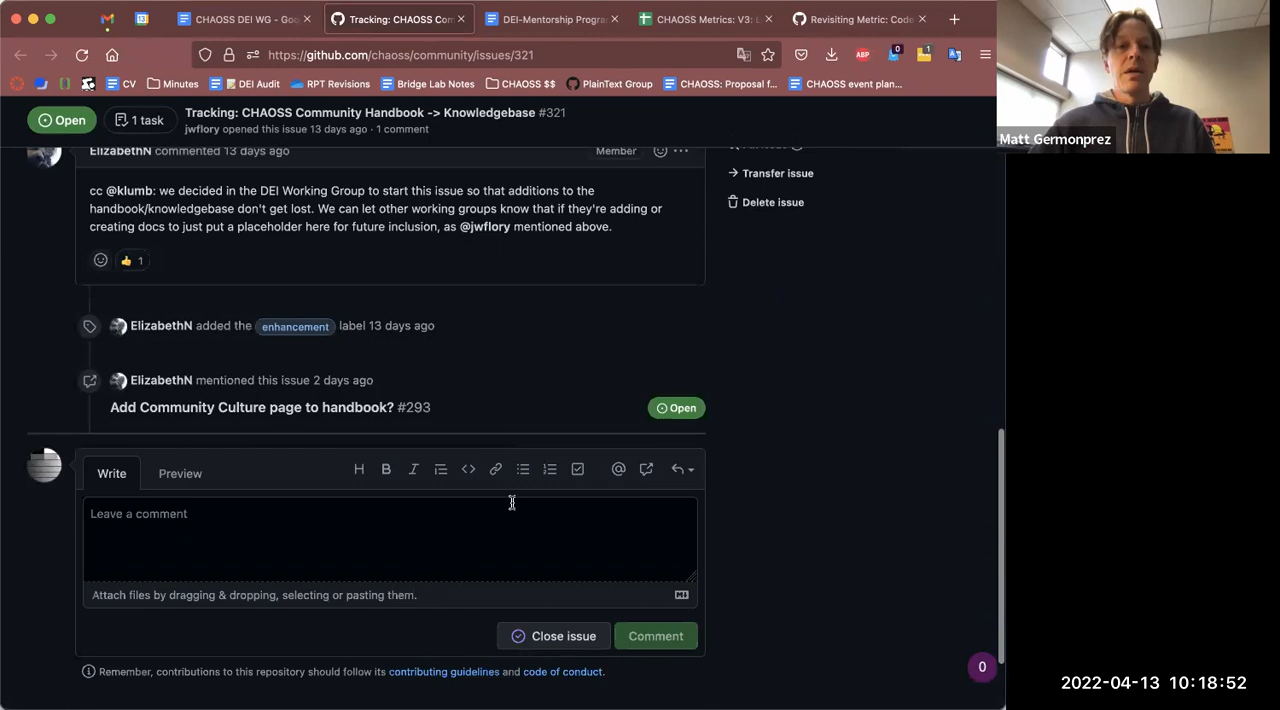 CHAOSS DEI WG - Goo
Tracking: CHAOSS Com
DEI-Mentorship Progra
CHAOSS Metrics: V3: L
Revisiting Metric: Code
https://github.com/chaoss/community/issues/321
ABP
0
1
CV
Minutes
DEI Audit
RPT Revisions
Bridge Lab Notes
CHAOSS $$
PlainText Group
CHAOSS: Proposal f...
CHAOSS event plan...
Matt Germonprez
Open
1 task
Tracking: CHAOSS Community Handbook -> Knowledgebase #321
jwflory opened this issue 13 days ago · 1 comment
ElizabethN commented 13 days ago
Member
Transfer issue
Delete issue
cc @klumb: we decided in the DEI Working Group to start this issue so that additions to the
handbook/knowledgebase don't get lost. We can let other working groups know that if they're adding or
creating docs to just put a placeholder here for future inclusion, as @jwflory mentioned above.
👍 1
ElizabethN added the enhancement label 13 days ago
ElizabethN mentioned this issue 2 days ago
Add Community Culture page to handbook? #293
Open
Write
Preview
Leave a comment
Attach files by dragging & dropping, selecting or pasting them.
Close issue
Comment
Remember, contributions to this repository should follow its contributing guidelines and code of conduct.
0
2022-04-13 10:18:52